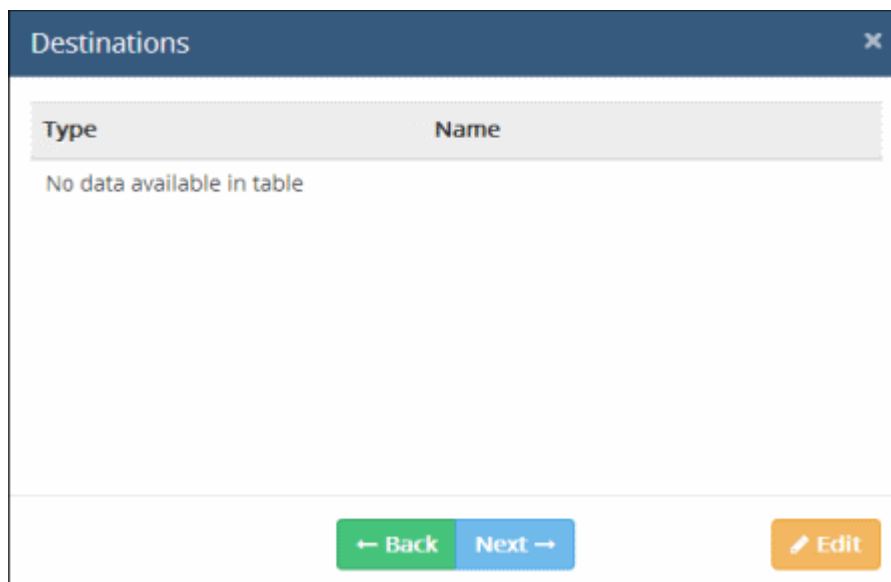 Destinations ×
Type Name
No data available in table
← Back Next → Edit